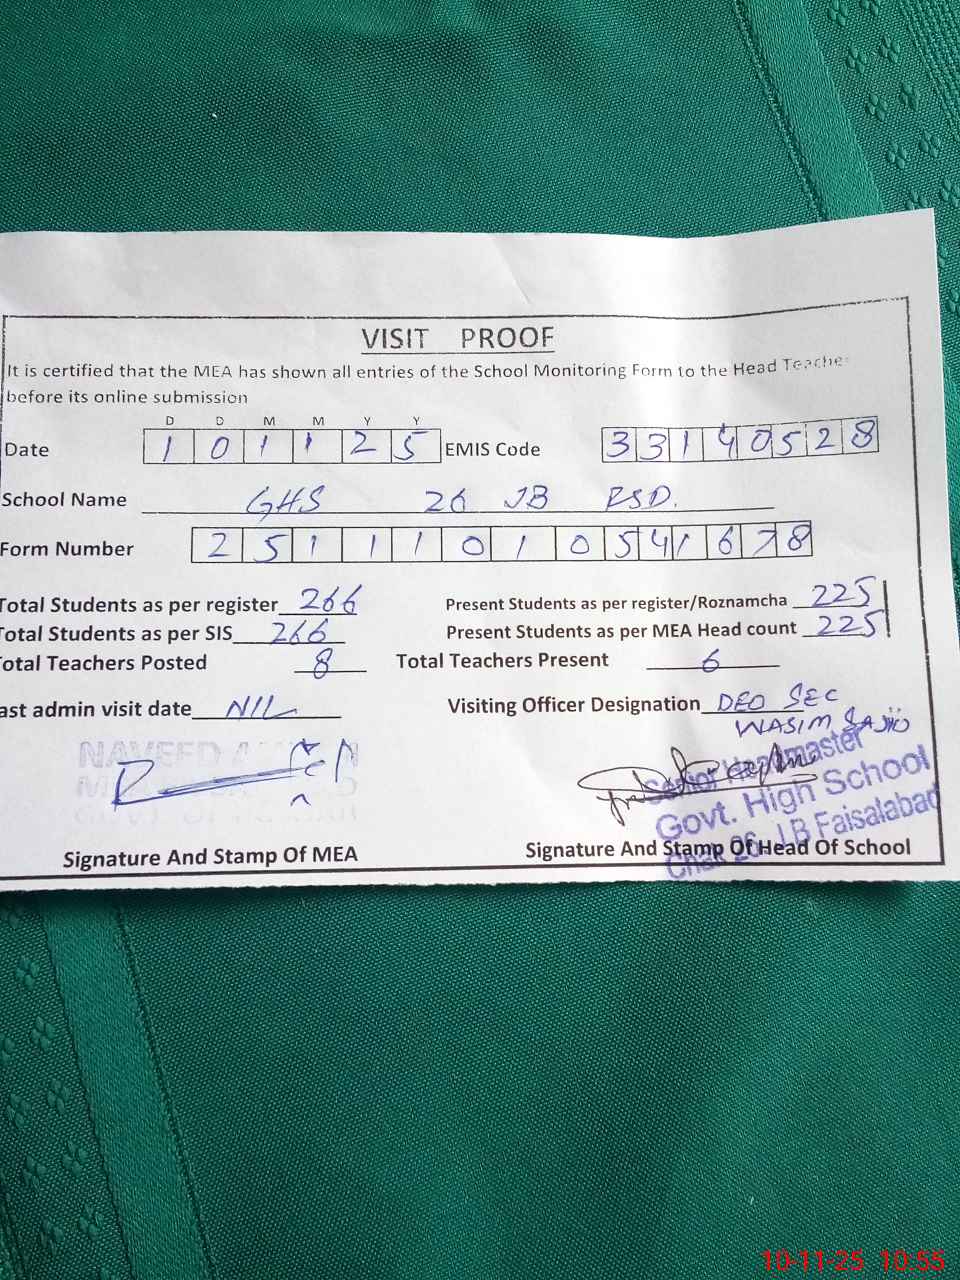 VISIT PROOF
It is certified that the MEA has shown all entries of the School Monitoring Form to the Head Teache
before its online submission
D D M M Y Y
Date 1 0 1 1 2 5 EMIS Code 3 3 1 4 0 5 2 8
School Name GHS 26 JB FSD.
Form Number 2 5 1 1 1 0 1 0 5 4 1 6 7 8
Total Students as per register 266 Present Students as per register/Roznamcha 225
Total Students as per SIS 266 Present Students as per MEA Head count 225
Total Teachers Posted 8 Total Teachers Present 6
ast admin visit date NIL Visiting Officer Designation DEO SEC
WASIM SAJID
NAVEED
Senior Headmaster
Govt. High School
Chak 26 J.B Faisalabad
Signature And Stamp Of MEA Signature And Stamp Of Head Of School
10-11-25 10:55